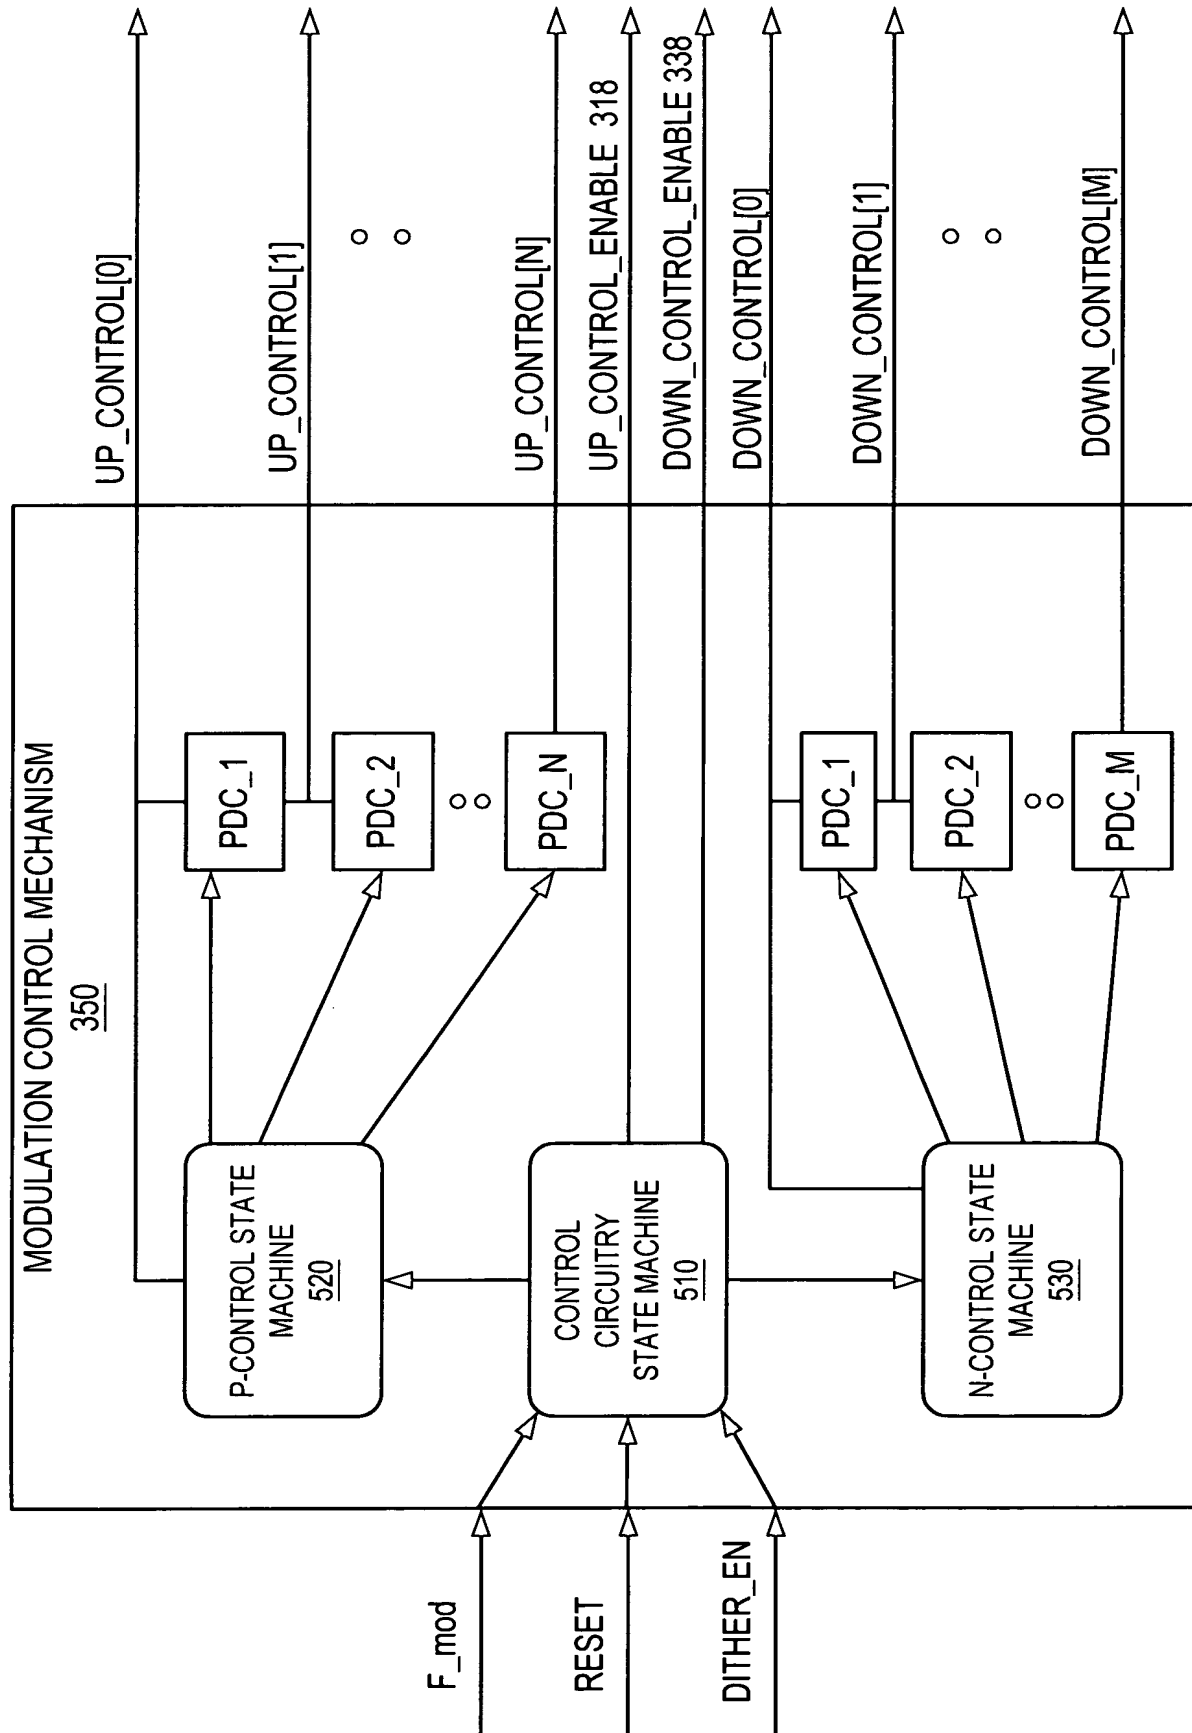 MODULATION CONTROL MECHANISM
350
F_mod
RESET
DITHER_EN
P-CONTROL STATE
MACHINE
520
CONTROL
CIRCUITRY
STATE MACHINE
510
N-CONTROL STATE
MACHINE
530
PDC_1
PDC_2
PDC_N
PDC_1
PDC_2
PDC_M
UP_CONTROL[0]
UP_CONTROL[1]
UP_CONTROL[N]
UP_CONTROL_ENABLE 318
DOWN_CONTROL_ENABLE 338
DOWN_CONTROL[0]
DOWN_CONTROL[1]
DOWN_CONTROL[M]